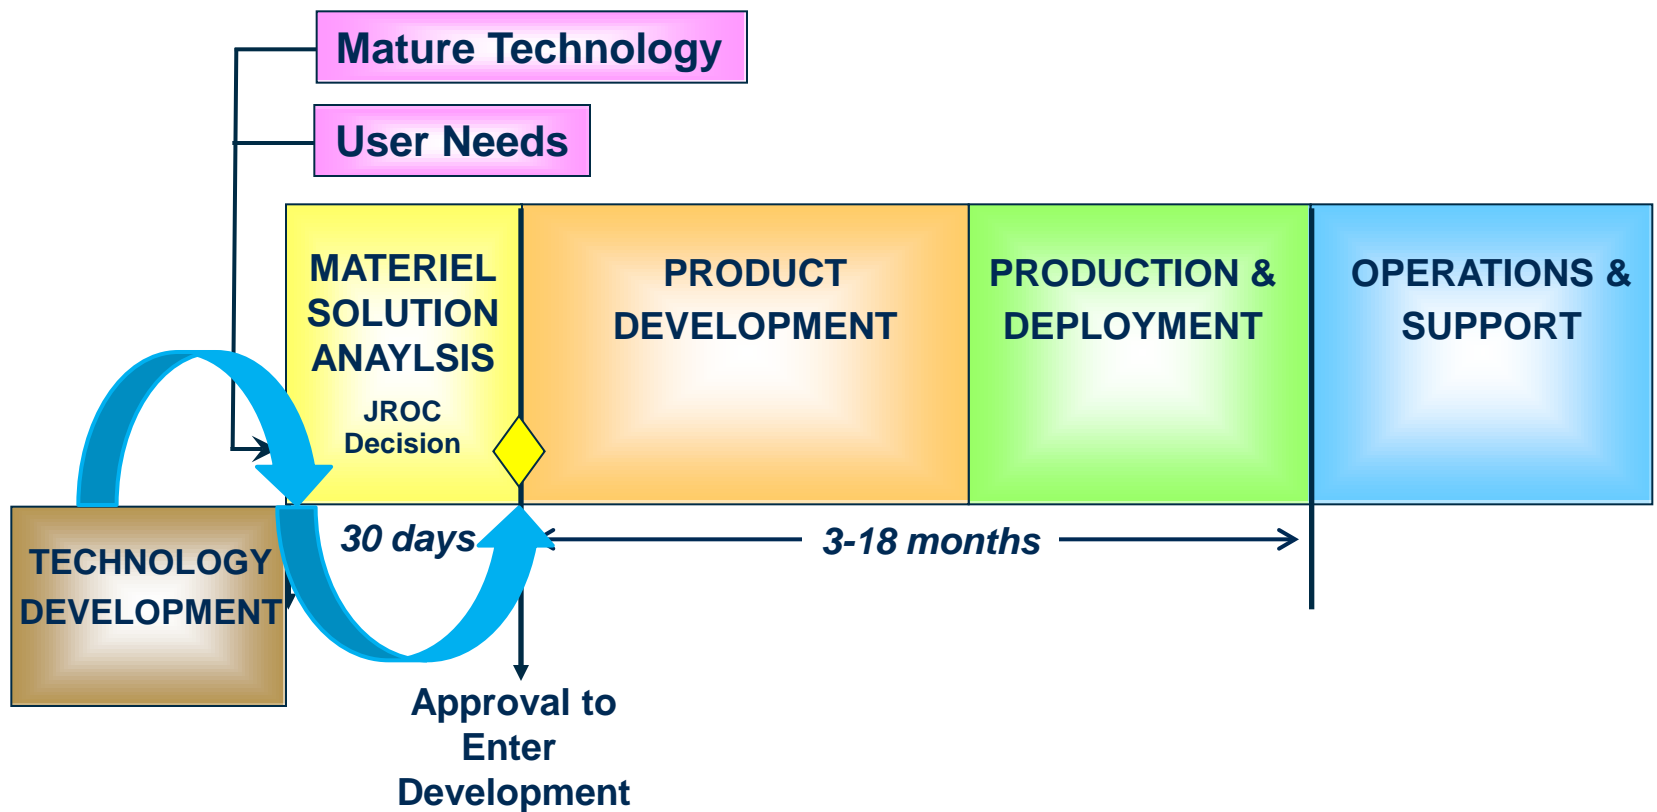 Mature Technology
User Needs
MATERIEL
SOLUTION
ANAYLSIS
JROC
Decision
PRODUCT
DEVELOPMENT
PRODUCTION &
DEPLOYMENT
OPERATIONS &
SUPPORT
TECHNOLOGY
DEVELOPMENT
30 days
3-18 months
Approval to
Enter
Development